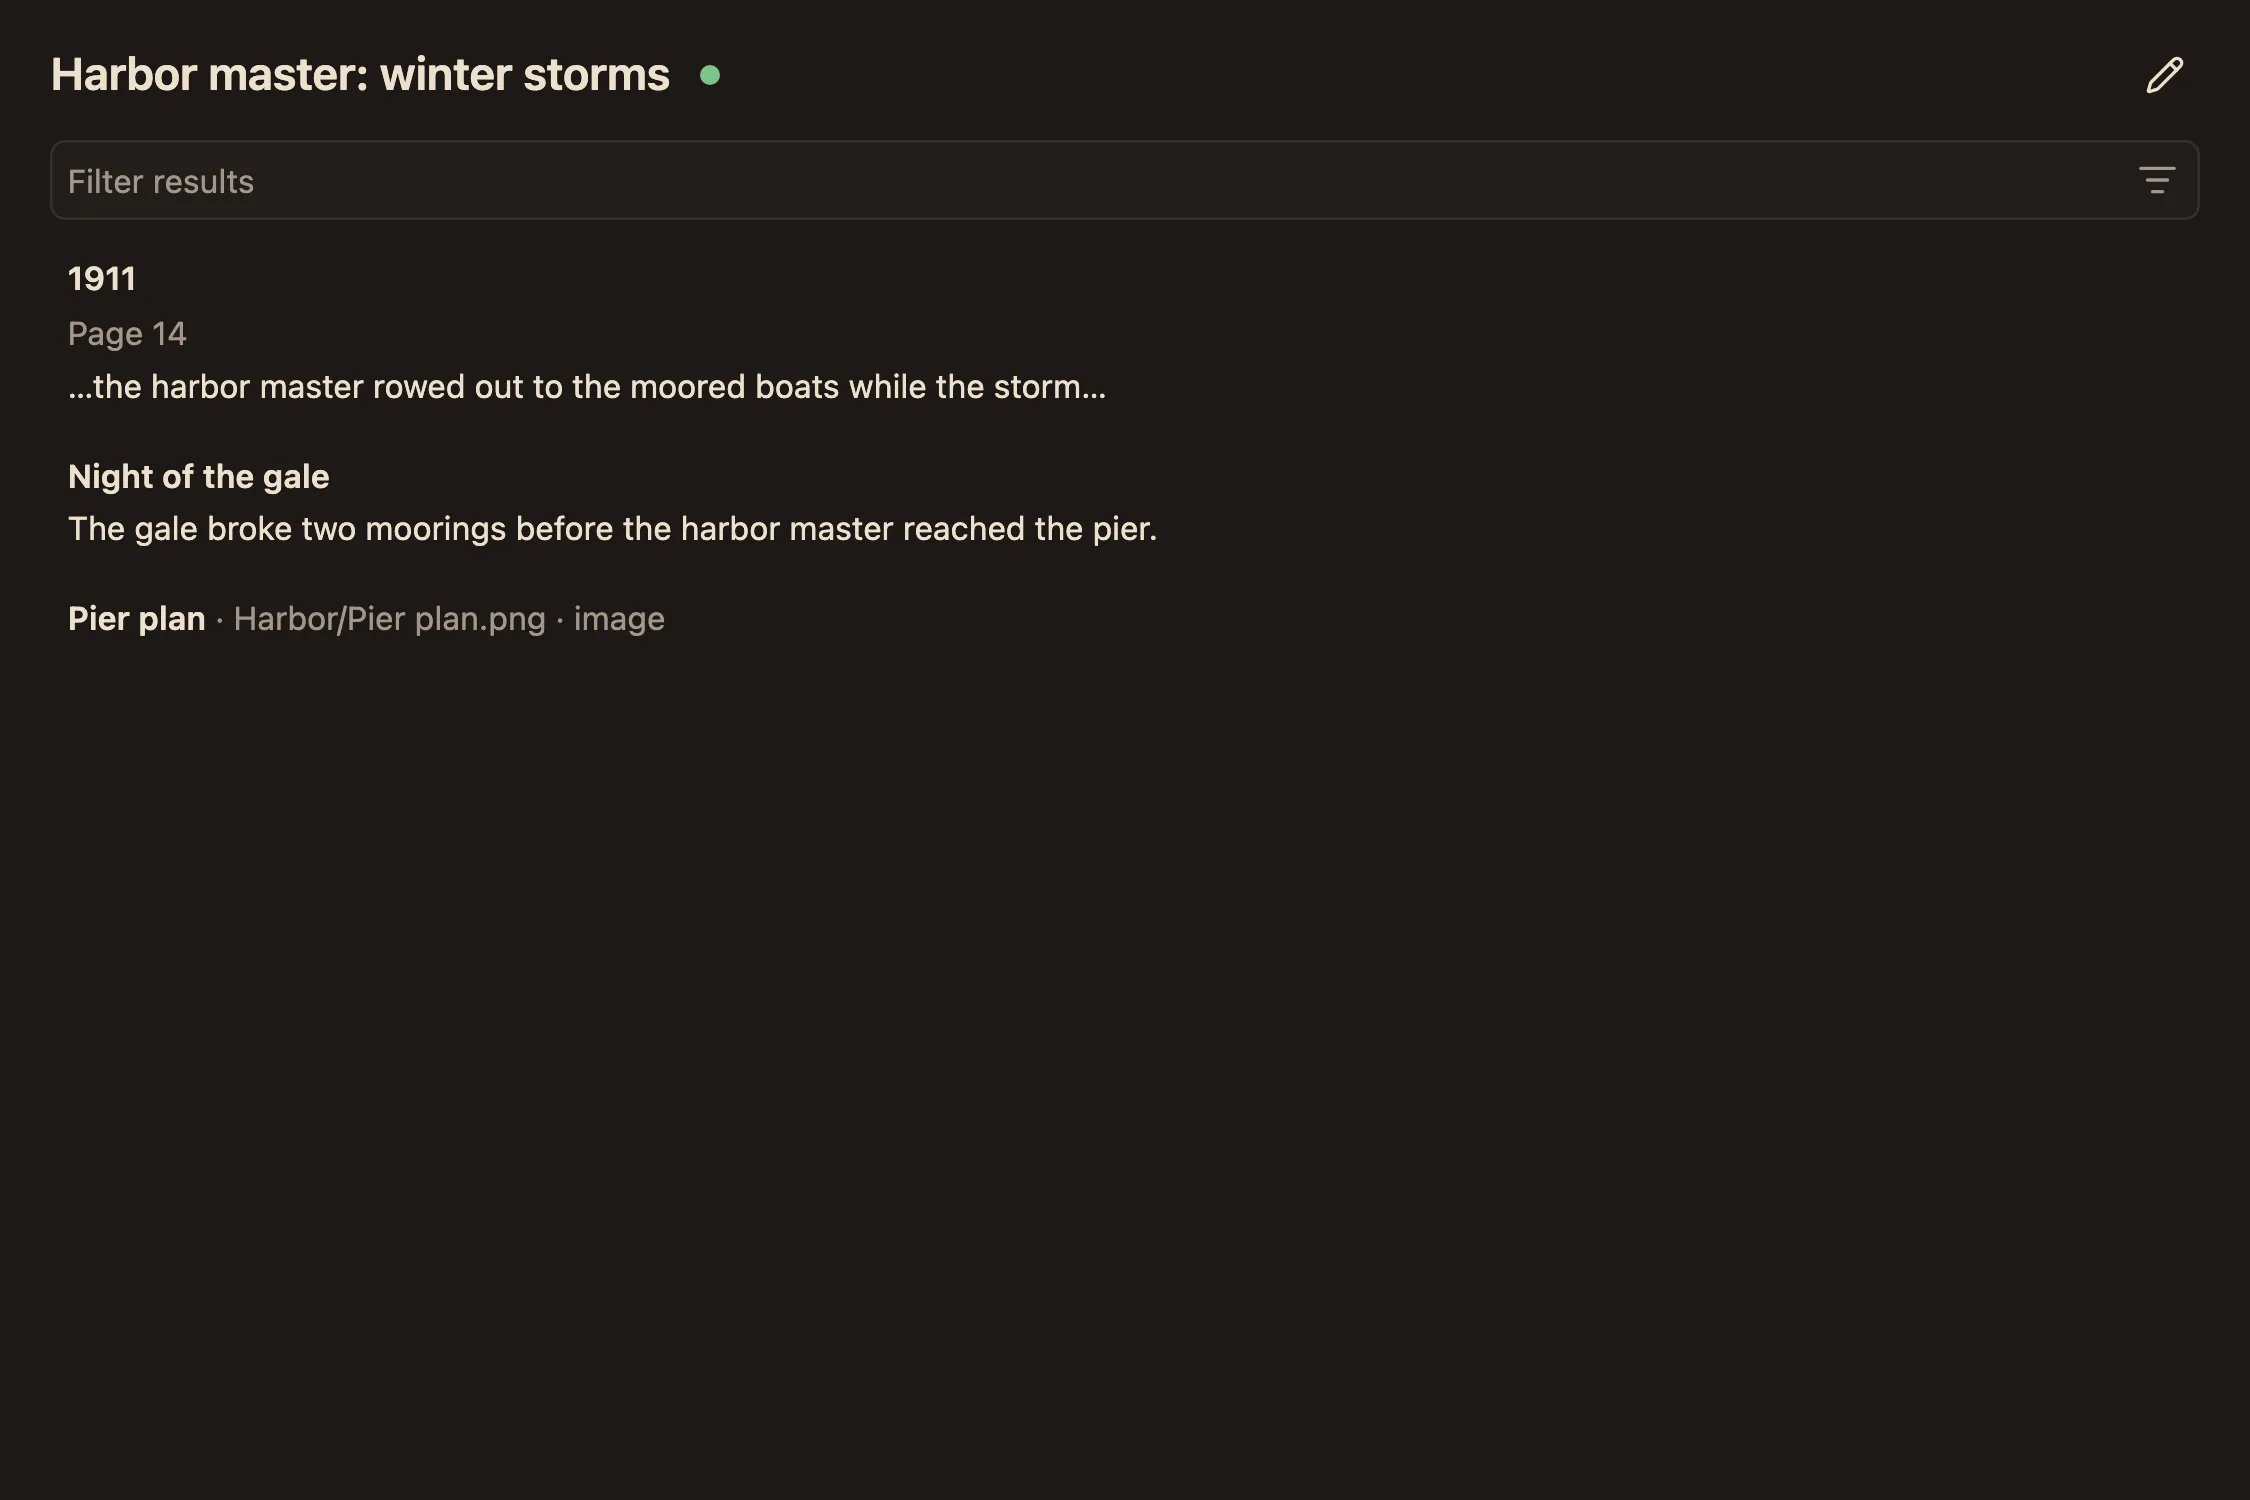 Harbor master: winter storms
Filter results
1911
Page 14
...the harbor master rowed out to the moored boats while the storm...
Night of the gale
The gale broke two moorings before the harbor master reached the pier.
Pier plan · Harbor/Pier plan.png · image